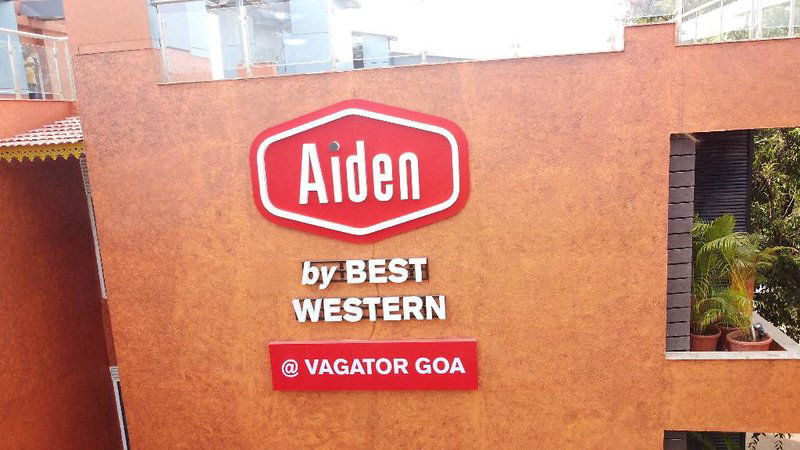 Aiden
by BEST
WESTERN
@ VAGATOR GOA